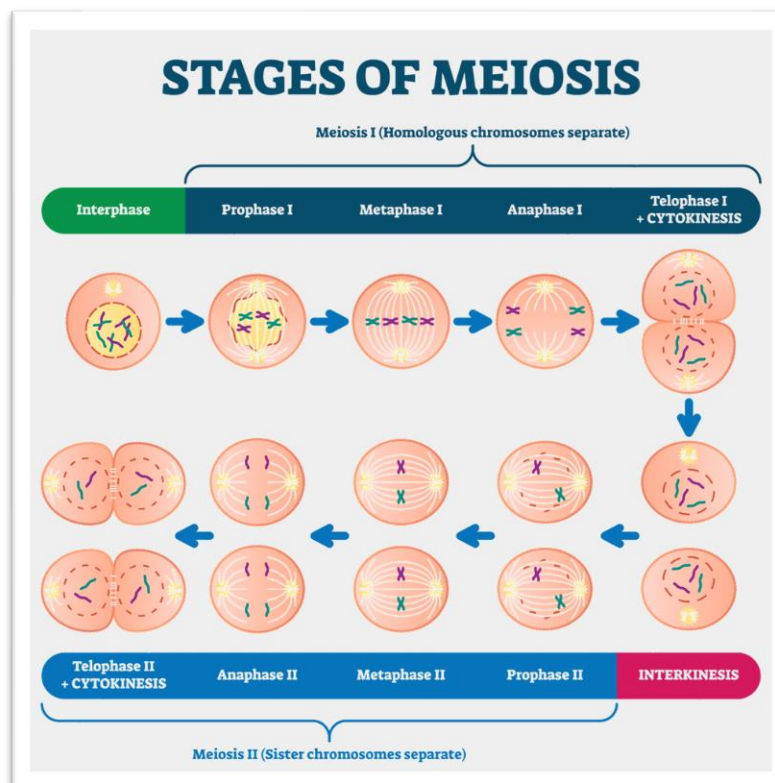 STAGES OF MEIOSIS
Meiosis I (Homologous chromosomes separate)
Interphase
Prophase I
Metaphase I
Anaphase I
Telophase I
+ CYTOKINESIS
Telophase II
+ CYTOKINESIS
Anaphase II
Metaphase II
Prophase II
INTERKINESIS
Meiosis II (Sister chromosomes separate)